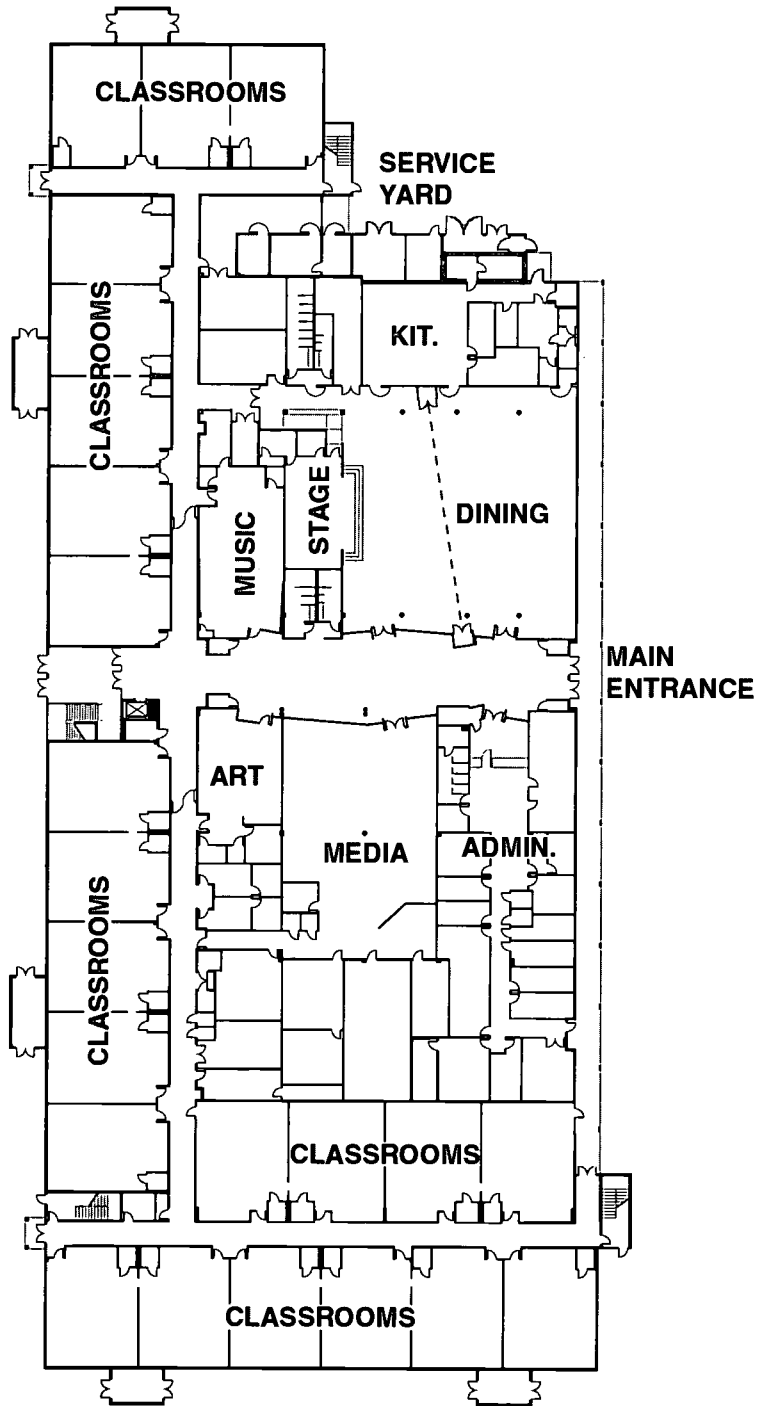 CLASSROOMS
SERVICE
YARD
CLASSROOMS
KIT.
MUSIC
STAGE
DINING
MAIN
ENTRANCE
ART
MEDIA
ADMIN.
CLASSROOMS
CLASSROOMS
CLASSROOMS